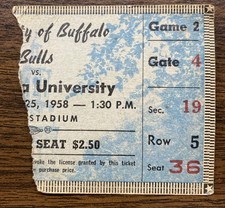 ty of Buffalo
Bulls
vs.
a University
25, 1958 — 1:30 P.M.
STADIUM
SEAT $2.50
evoke the license granted by this ticket
e purchase price.
Game 2
Gate 4
Sec. 19
Row 5
Seat 36